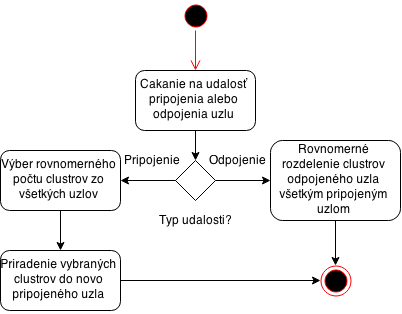 Cakanie na udalosť
pripojenia alebo
odpojenia uzlu
Pripojenie
Odpojenie
Typ udalosti?
Výber rovnomerného
počtu clustrov zo
všetkých uzlov
Rovnomerné
rozdelenie clustrov
odpojeného uzla
všetkým pripojeným
uzlom
Priradenie vybraných
clustrov do novo
pripojeného uzla